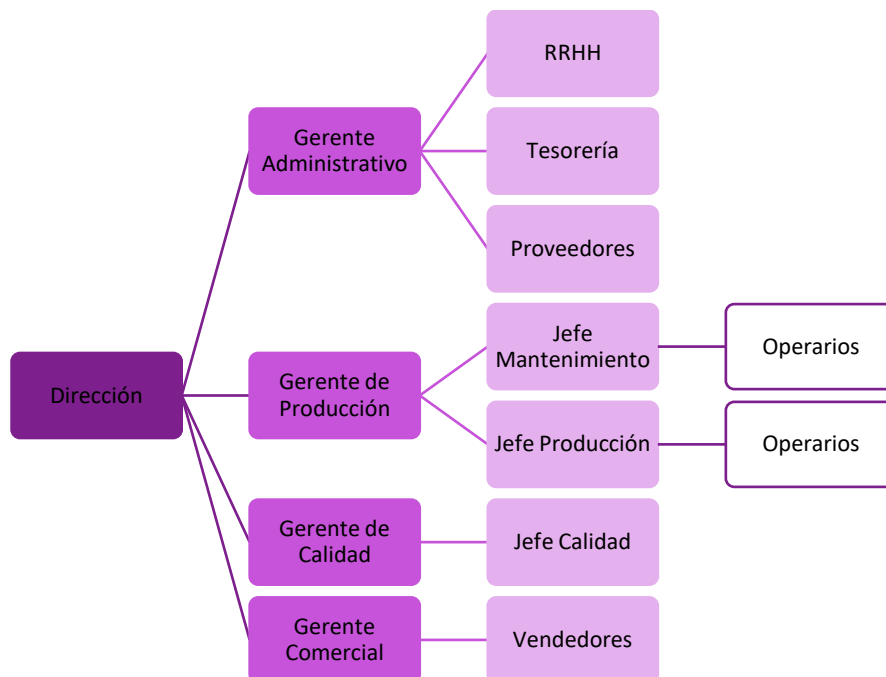 RRHH
Gerente
Administrativo
Tesorería
Proveedores
Dirección
Gerente de
Producción
Jefe
Mantenimiento
Operarios
Jefe Producción
Operarios
Gerente de
Calidad
Jefe Calidad
Gerente
Comercial
Vendedores